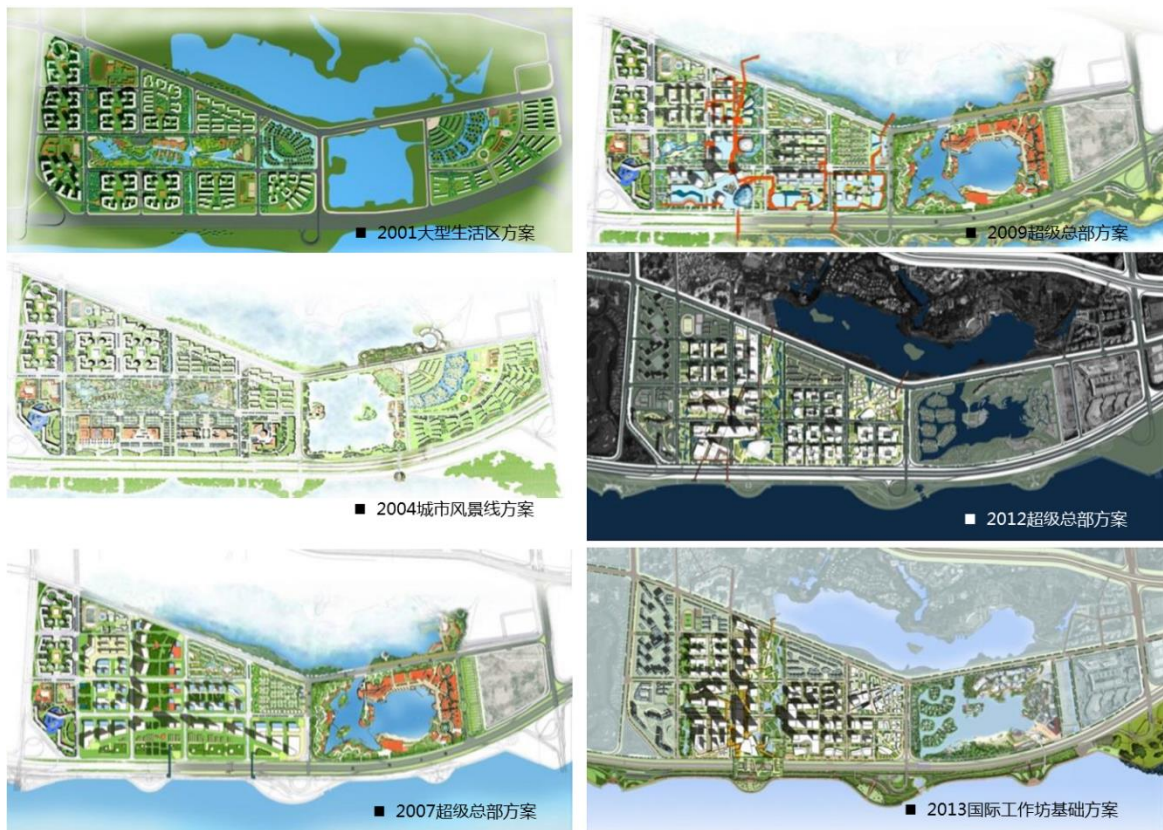 ■ 2001大型生活区方案
■ 2009超级总部方案
■ 2004城市风景线方案
■ 2012超级总部方案
■ 2007超级总部方案
■ 2013国际工作坊基础方案